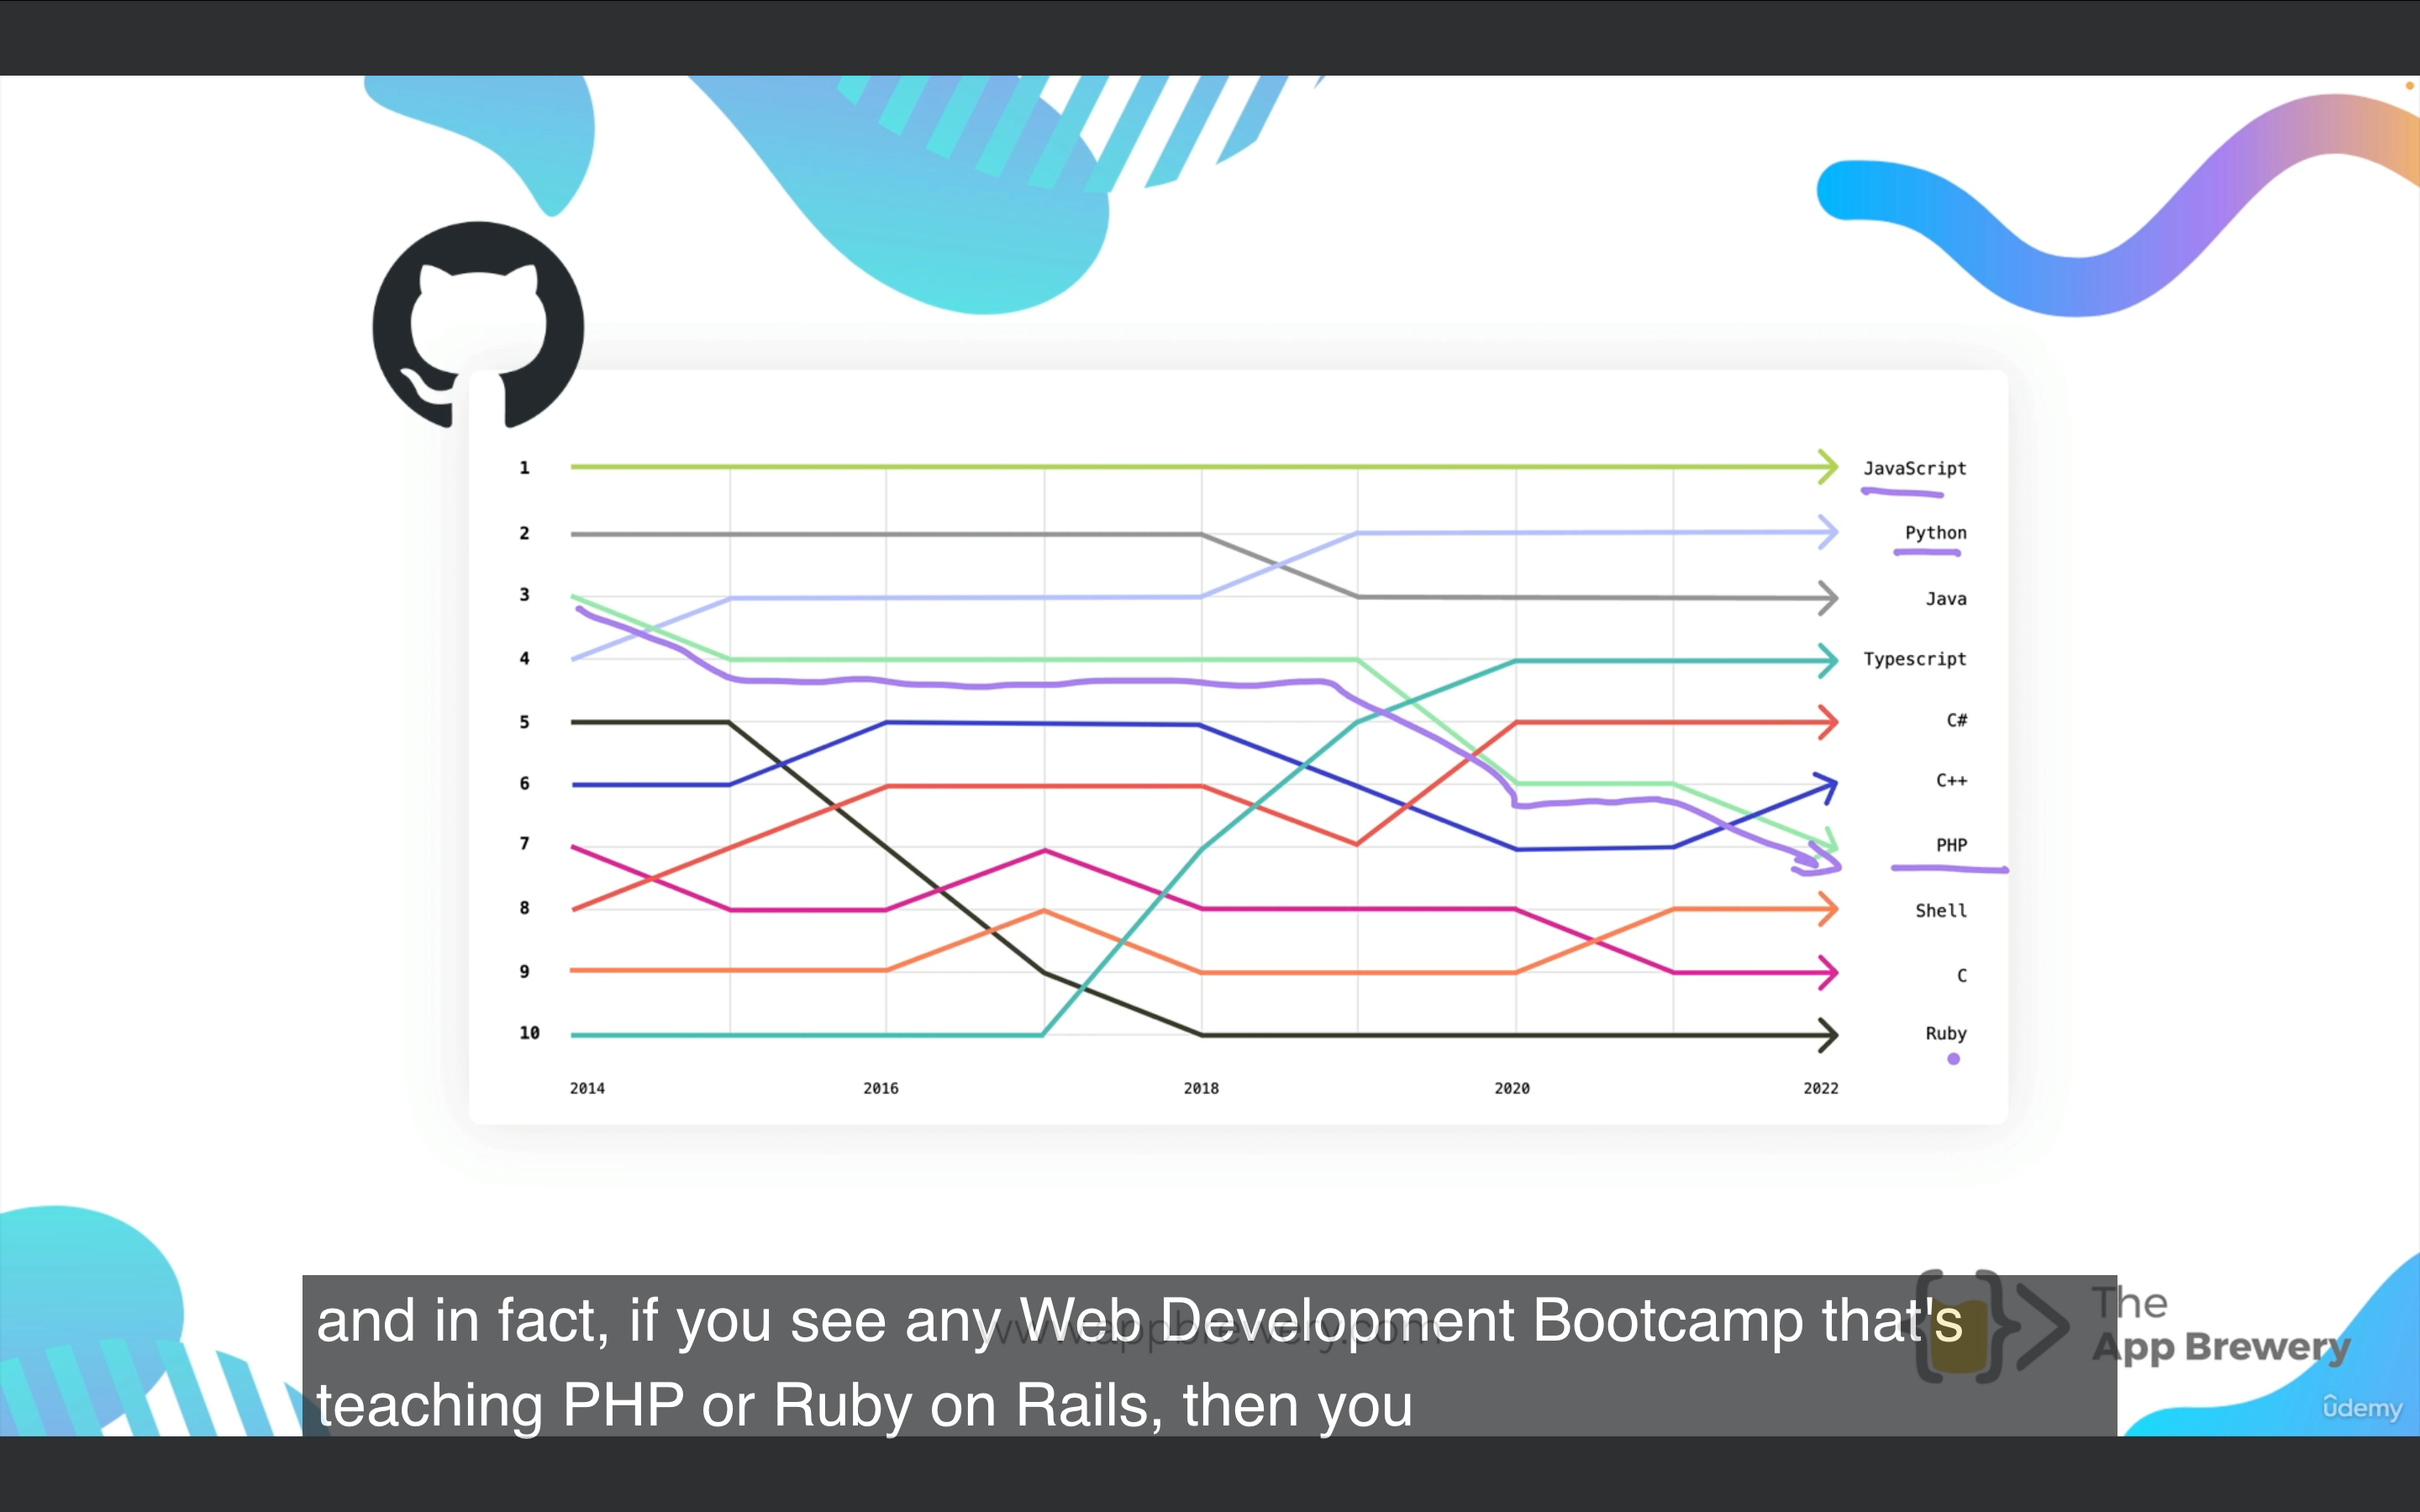 1
JavaScript
2
Python
3
Java
4
Typescript
5
C#
6
C++
7
PHP
8
Shell
9
C
10
Ruby
2014 2016 2018 2020 2022
www.appbrewery.com
and in fact, if you see any Web Development Bootcamp that's
teaching PHP or Ruby on Rails, then you
The
App Brewery
ûdemy